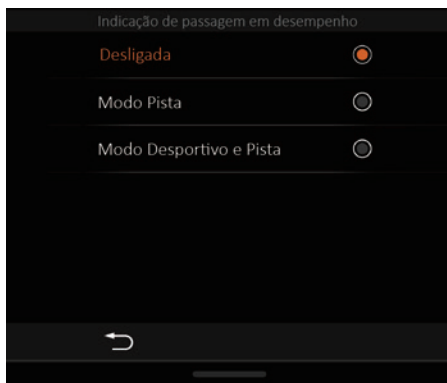 Indicação de passagem em desempenho
Desligada
Modo Pista
Modo Desportivo e Pista